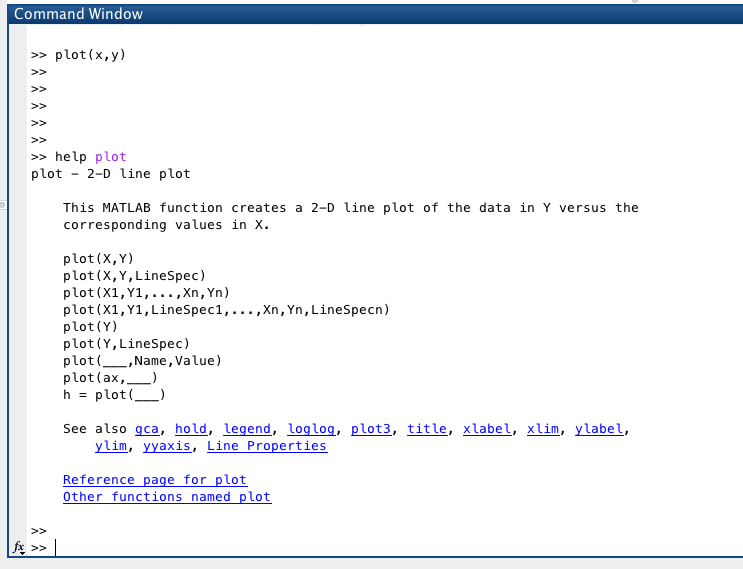 Command Window
>> plot(x,y)
>>
>>
>>
>>
>>
>> help plot
plot – 2–D line plot
This MATLAB function creates a 2–D line plot of the data in Y versus the
corresponding values in X.
plot(X,Y)
plot(X,Y,LineSpec)
plot(X1,Y1,...,Xn,Yn)
plot(X1,Y1,LineSpec1,...,Xn,Yn,LineSpecn)
plot(Y)
plot(Y,LineSpec)
plot(___,Name,Value)
plot(ax,___)
h = plot(___)
See also gca, hold, legend, loglog, plot3, title, xlabel, xlim, ylabel,
ylim, yyaxis, Line Properties
Reference page for plot
Other functions named plot
>>
fx >>